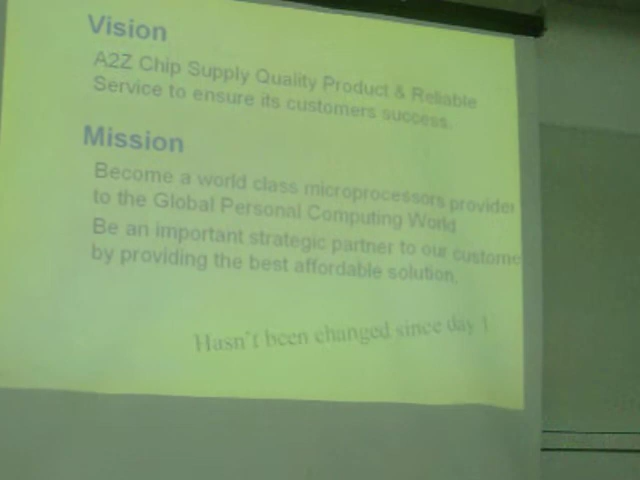 Vision
A2Z Chip Supply Quality Product & Reliable
Service to ensure its customers success.
Mission
Become a world class microprocessors provider
to the Global Personal Computing World
Be an important strategic partner to our custome
by providing the best affordable solution.
Hasn't been changed since day 1